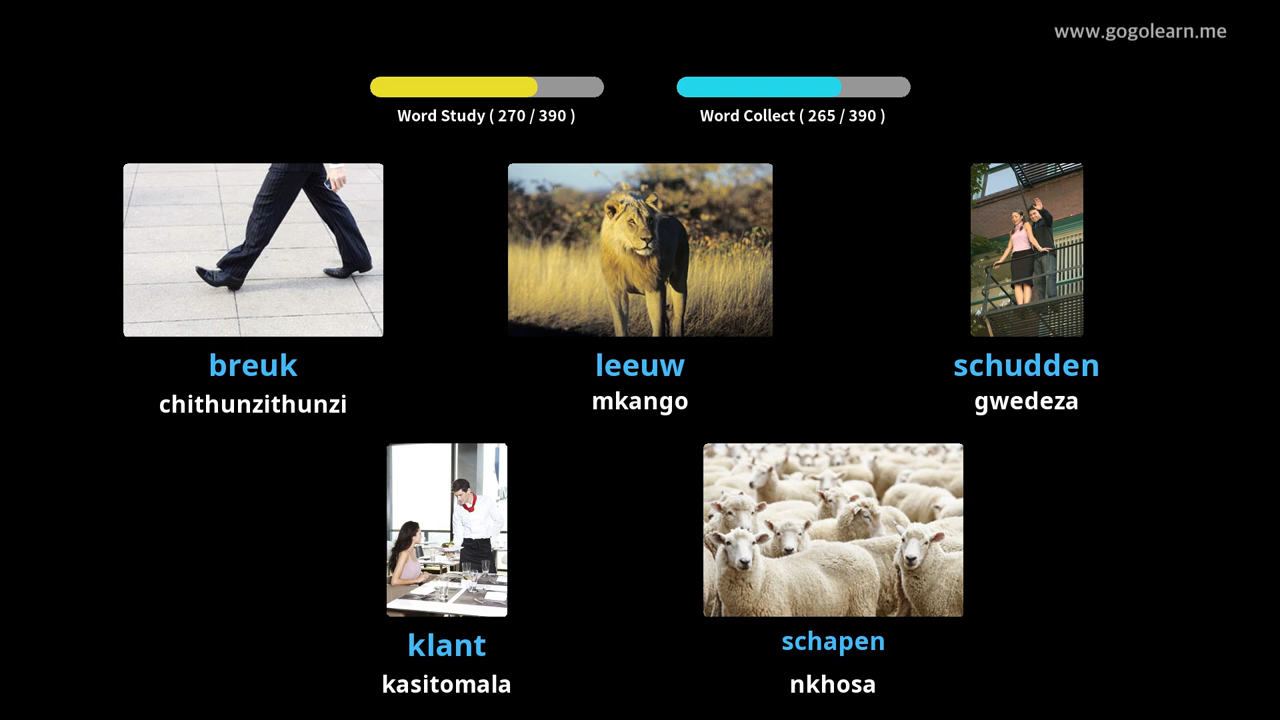 www.gogolearn.me
Word Study ( 270 / 390 )
Word Collect ( 265 / 390 )
breuk
chithunzithunzi
leeuw
mkango
schudden
gwedeza
klant
kasitomala
schapen
nkhosa